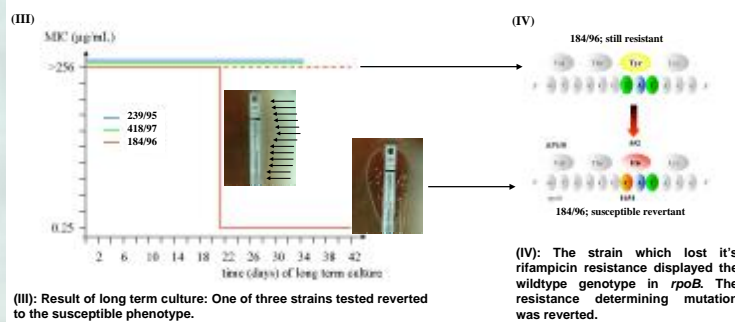 (III)
MIC (µg/mL)
>256
239/95
418/97
184/96
0.25
2 6 10 14 18 22 26 30 34 38 42
time (days) of long term culture
(III): Result of long term culture: One of three strains tested reverted
to the susceptible phenotype.
(IV)
184/96; still resistant
Tyr
184/96; susceptible revertant
(IV): The strain which lost it's
rifampicin resistance displayed the
wildtype genotype in rpoB. The
resistance determining mutation
was reverted.